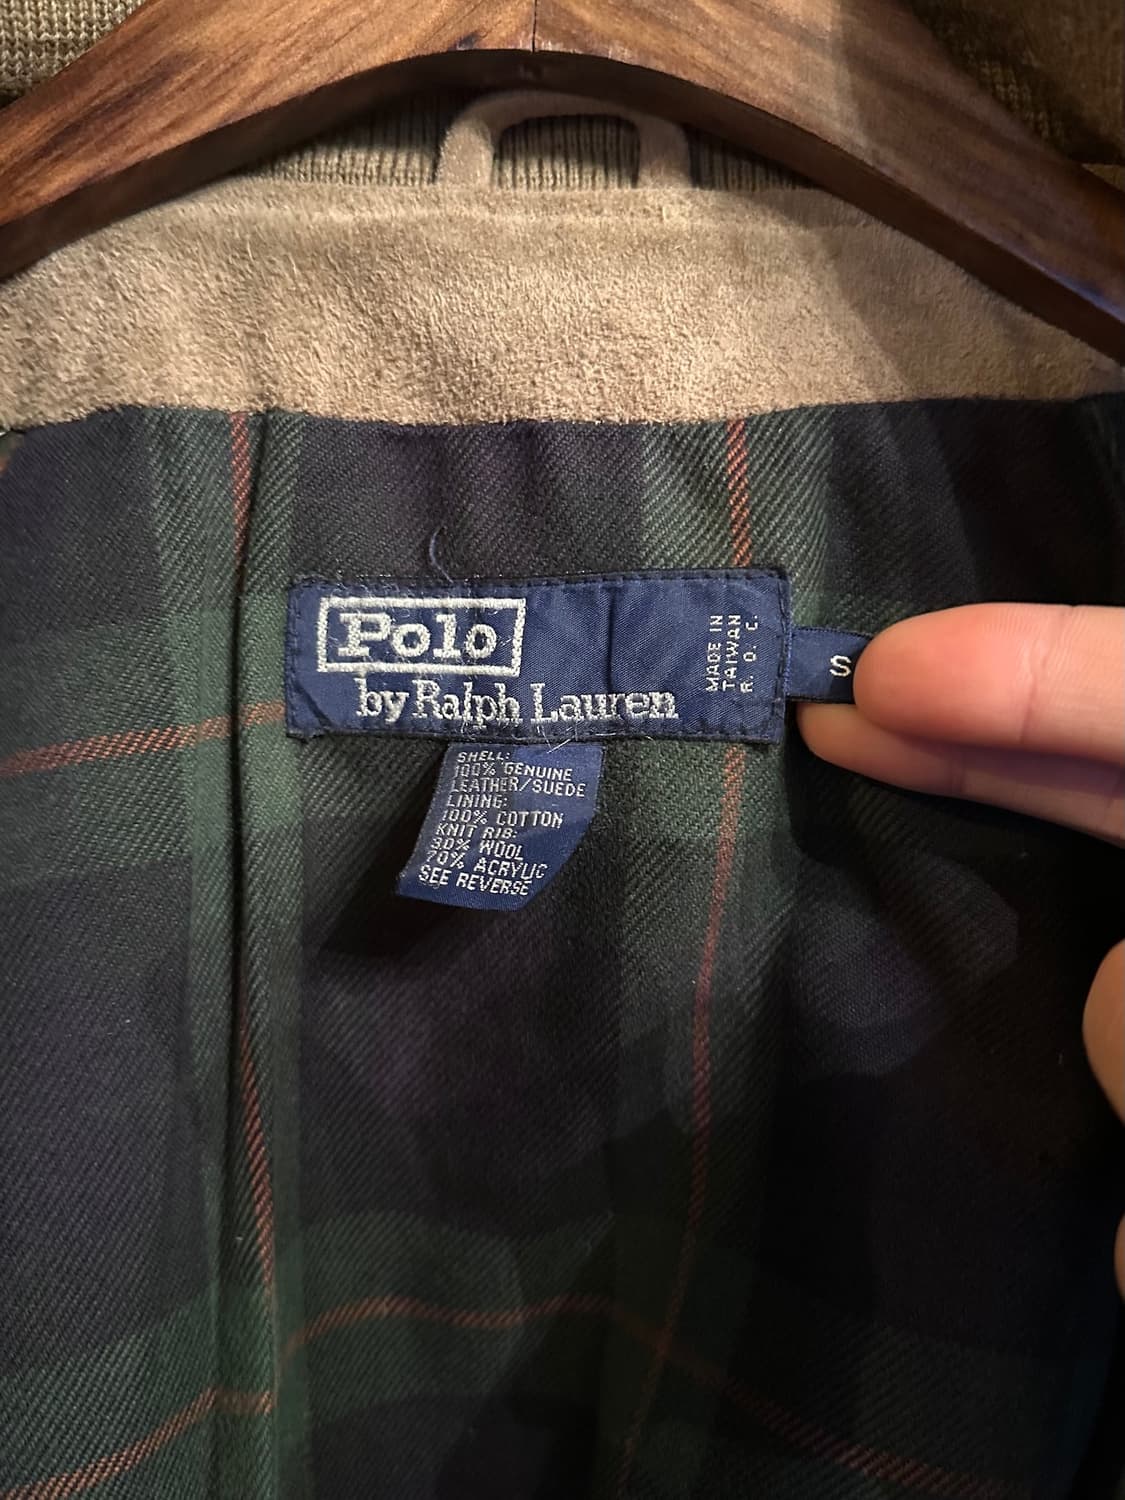 Polo
by Ralph Lauren
MADE IN
TAIWAN
R. O. C.
S
SHELL:
100% GENUINE
LEATHER/SUEDE
LINING:
100% COTTON
KNIT RIB:
30% WOOL
70% ACRYLIC
SEE REVERSE